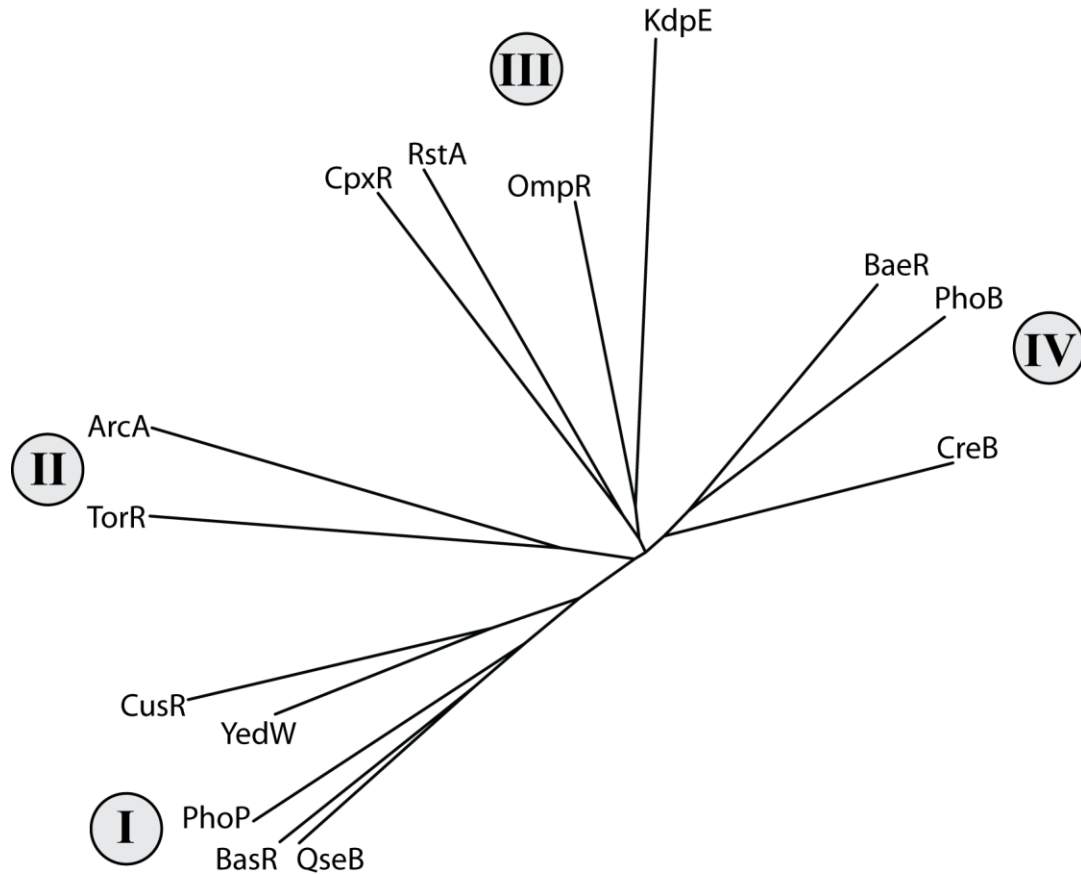 KdpE
III
RstA
CpxR
OmpR
BaeR
PhoB
IV
ArcA
II
CreB
TorR
CusR
YedW
PhoP
I
BasR QseB